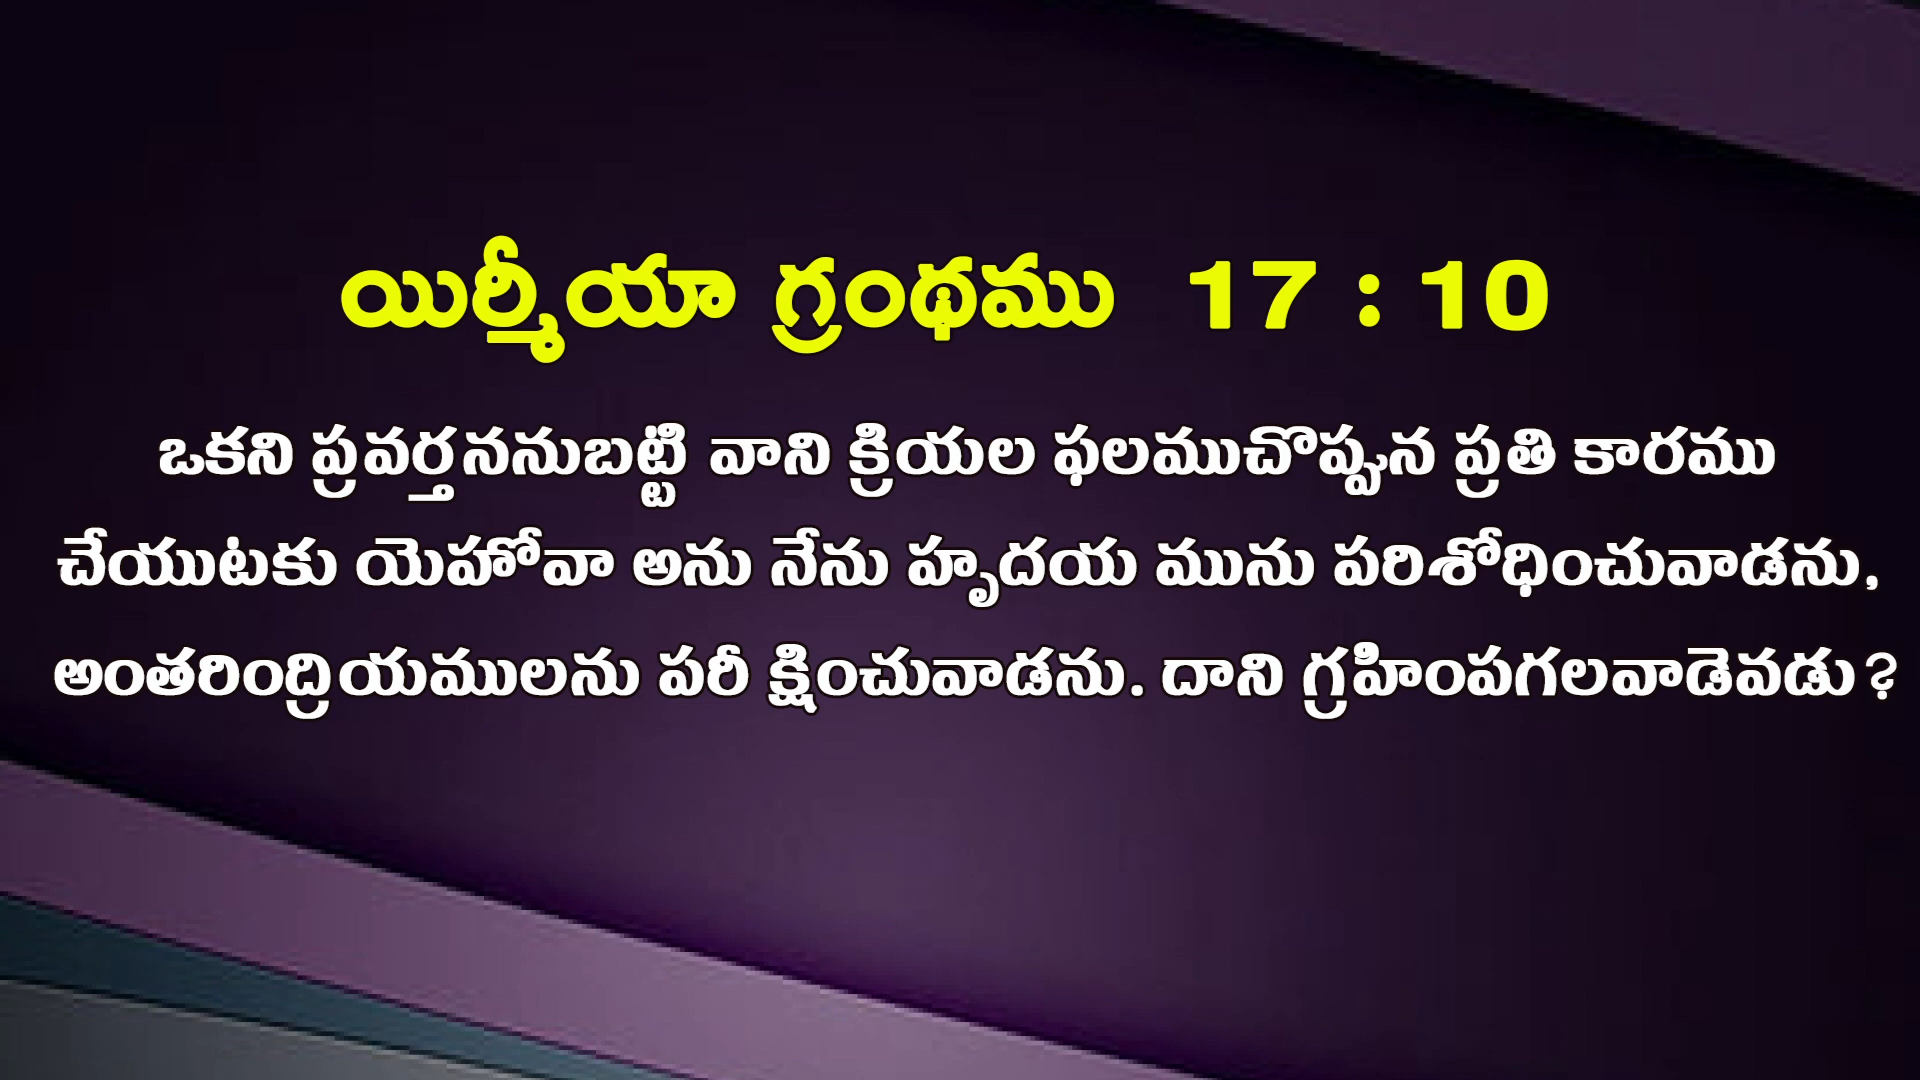 యిర్మీయా గ్రంథము 17 : 10
ఒకని ప్రవర్తననుబట్టి వాని క్రియల ఫలముచొప్పున ప్రతి కారము
చేయుటకు యెహోవా అను నేను హృదయ మును పరిశోధించువాడను,
అంతరింద్రియములను పరీ క్షించువాడను. దాని గ్రహింపగలవాడెవడు?